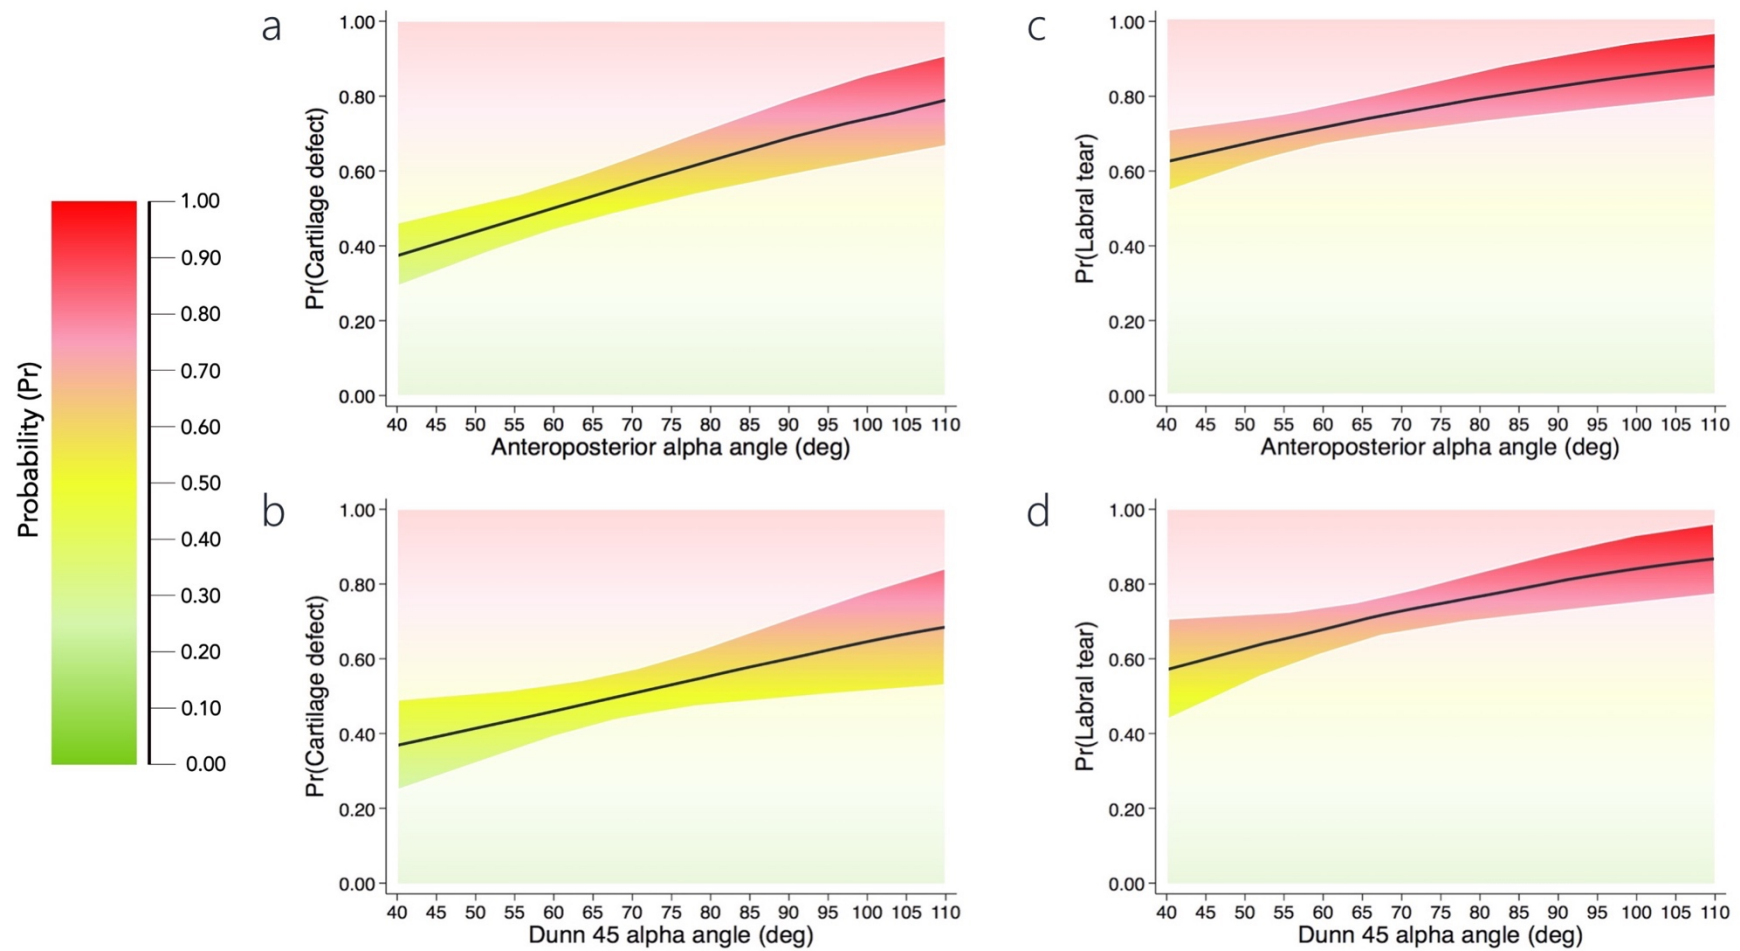 Probability (Pr)
1.00
0.90
0.80
0.70
0.60
0.50
0.40
0.30
0.20
0.10
0.00
a
Pr(Cartilage defect)
1.00
0.80
0.60
0.40
0.20
0.00
40 45 50 55 60 65 70 75 80 85 90 95 100 105 110
Anteroposterior alpha angle (deg)
b
Pr(Cartilage defect)
1.00
0.80
0.60
0.40
0.20
0.00
40 45 50 55 60 65 70 75 80 85 90 95 100 105 110
Dunn 45 alpha angle (deg)
c
Pr(Labral tear)
1.00
0.80
0.60
0.40
0.20
0.00
40 45 50 55 60 65 70 75 80 85 90 95 100 105 110
Anteroposterior alpha angle (deg)
d
Pr(Labral tear)
1.00
0.80
0.60
0.40
0.20
0.00
40 45 50 55 60 65 70 75 80 85 90 95 100 105 110
Dunn 45 alpha angle (deg)